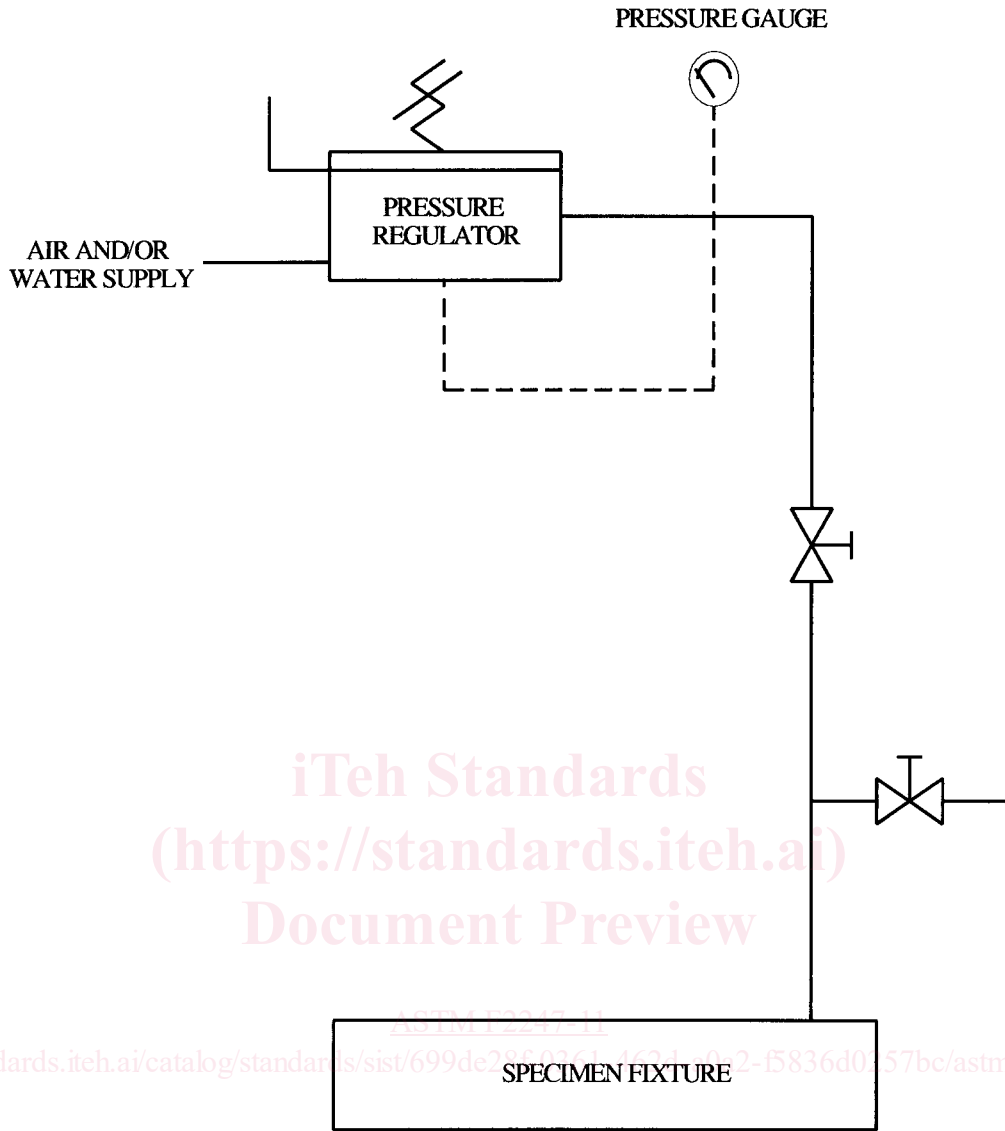 PRESSURE GAUGE
PRESSURE
REGULATOR
AIR AND/OR
WATER SUPPLY
iTeh Standards
(https://standards.iteh.ai)
Document Preview
ASTM F2247-11
SPECIMEN FIXTURE